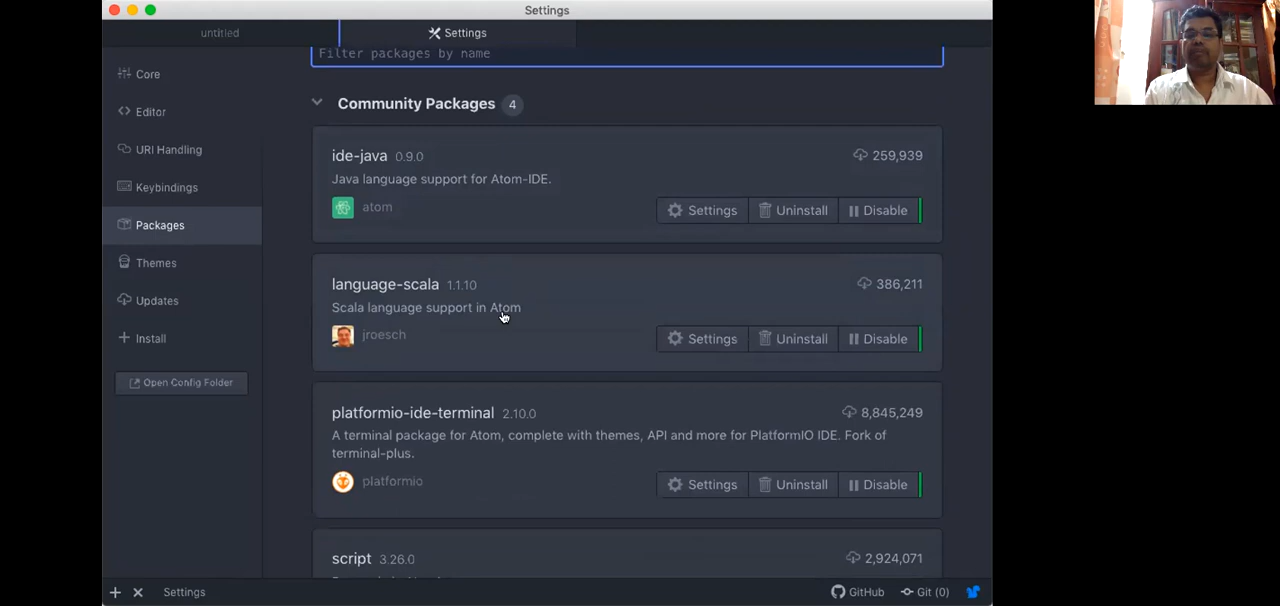 Settings
untitled
Settings
Filter packages by name
Core
Editor
URI Handling
Keybindings
Packages
Themes
Updates
Install
Open Config Folder
Community Packages 4
ide-java 0.9.0
259,939
Java language support for Atom-IDE.
atom
Settings
Uninstall
Disable
language-scala 1.1.10
386,211
Scala language support in Atom
jroesch
Settings
Uninstall
Disable
platformio-ide-terminal 2.10.0
8,845,249
A terminal package for Atom, complete with themes, API and more for PlatformIO IDE. Fork of
terminal-plus.
platformio
Settings
Uninstall
Disable
script 3.26.0
2,924,071
Settings
GitHub
Git (0)